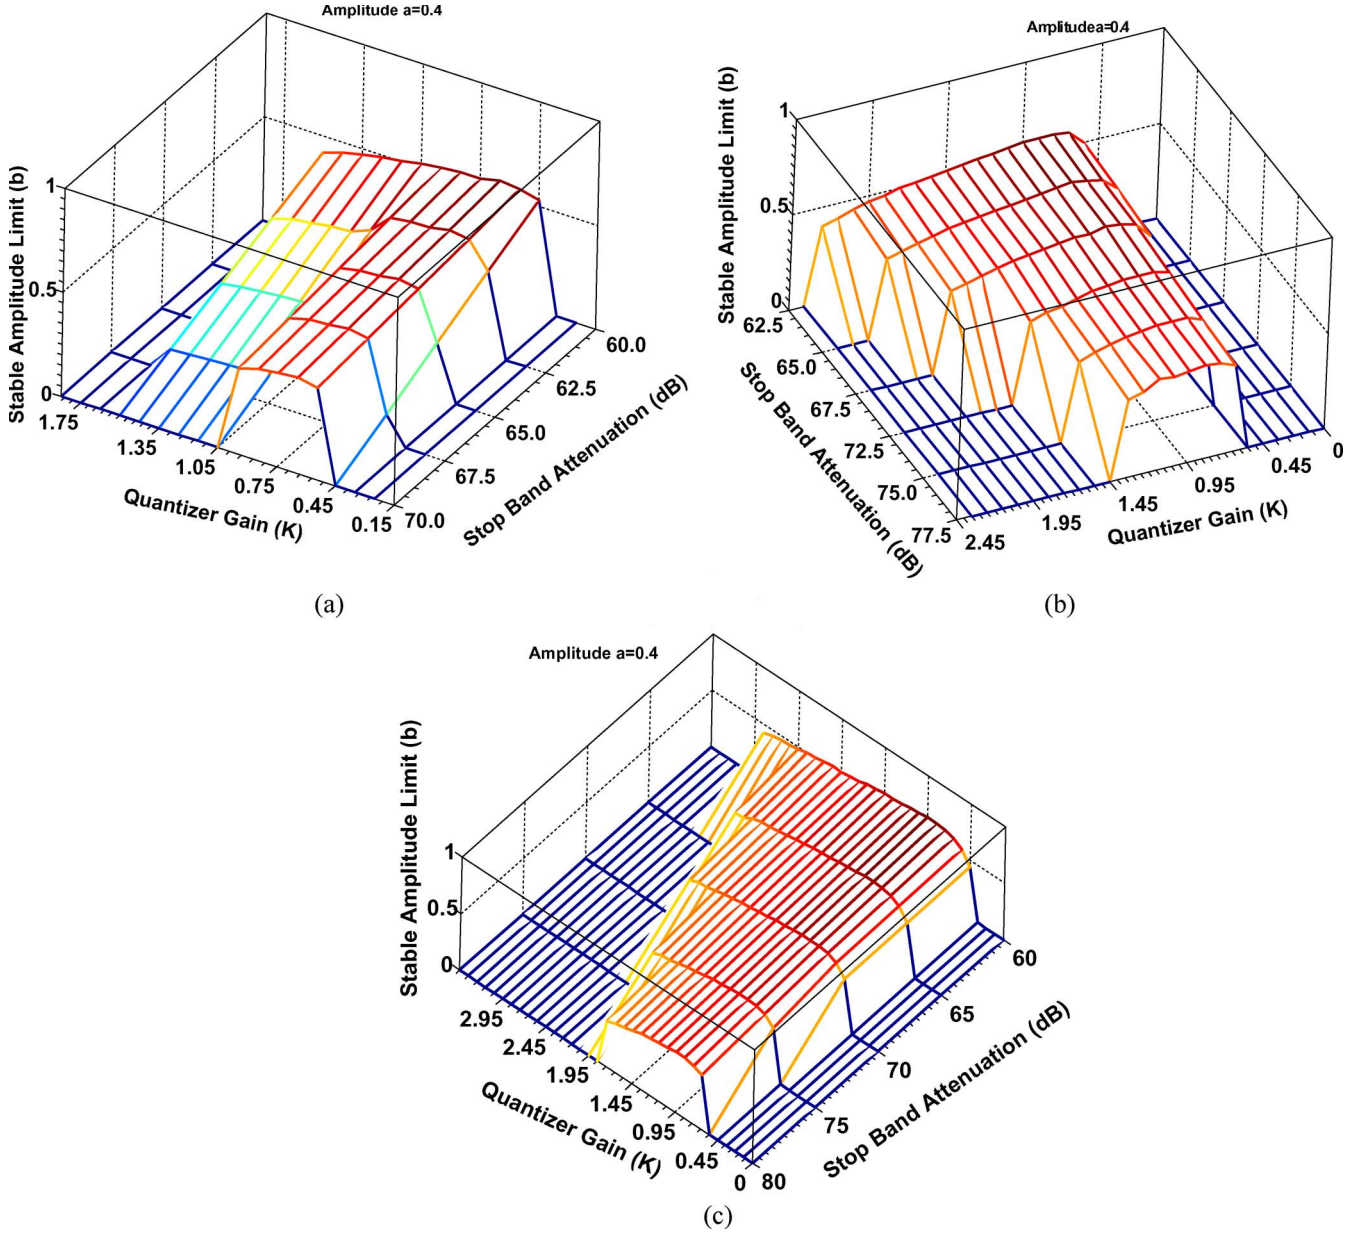 Amplitude a=0.4
Stable Amplitude Limit (b)
1
0.5
0
1.75
1.35
1.05
0.75
0.45
0.15
Quantizer Gain (K)
70.0
67.5
65.0
62.5
60.0
Stop Band Attenuation (dB)
(a)
Amplitudea=0.4
Stable Amplitude Limit (b)
1
0.5
0
62.5
65.0
67.5
72.5
75.0
77.5
Stop Band Attenuation (dB)
2.45
1.95
1.45
0.95
0.45
0
Quantizer Gain (K)
(b)
Amplitude a=0.4
Stable Amplitude Limit (b)
1
0.5
0
2.95
2.45
1.95
1.45
0.95
0.45
0
Quantizer Gain (K)
80
75
70
65
60
Stop Band Attenuation (dB)
(c)